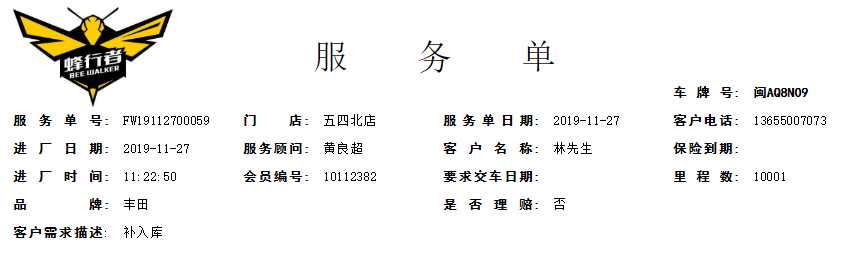 蜂行者
BEE WALKER
服 务 单
车牌号: 闽AQ8N09
服务单号: FW19112700059 门店: 五四北店 服务单日期: 2019-11-27 客户电话: 13655007073
进厂日期: 2019-11-27 服务顾问: 黄良超 客户名称: 林先生 保险到期:
进厂时间: 11:22:50 会员编号: 10112382 要求交车日期: 里程数: 10001
品牌: 丰田 是否理赔: 否
客户需求描述: 补入库